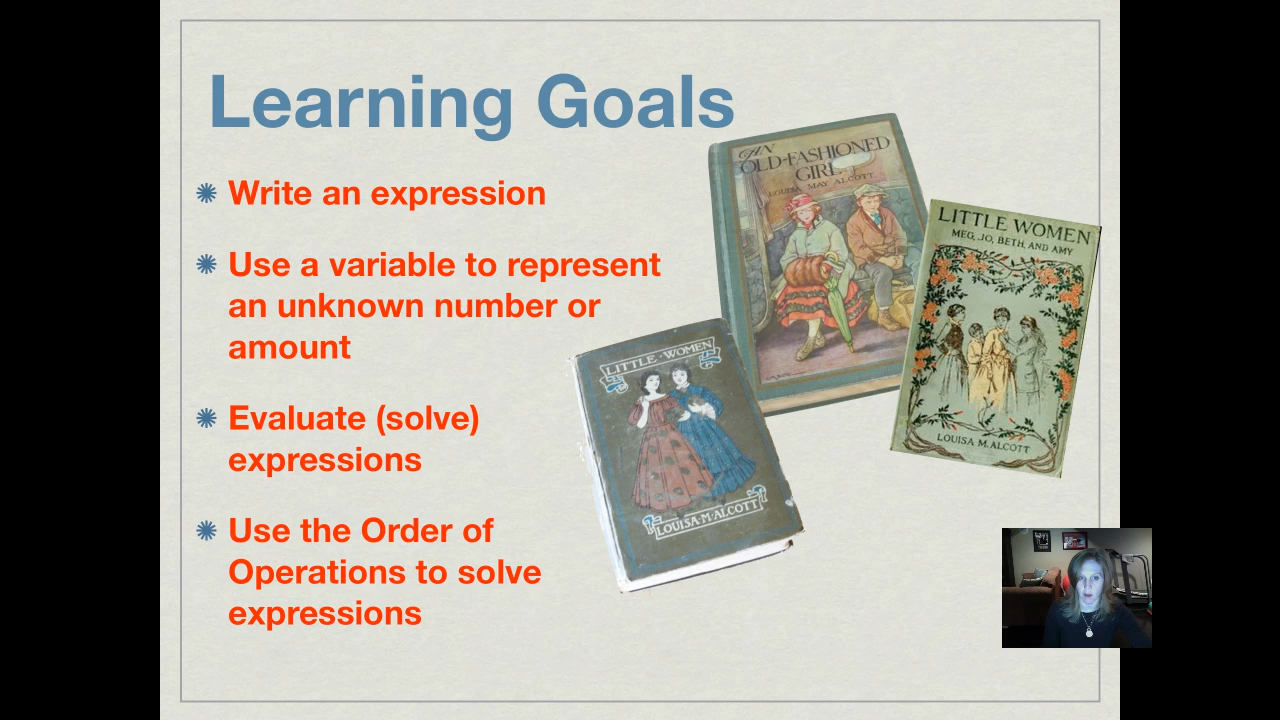 Learning Goals
Write an expression
Use a variable to represent
an unknown number or
amount
Evaluate (solve)
expressions
Use the Order of
Operations to solve
expressions
AN
OLD-FASHIONED
GIRL
LOUISA MAY ALCOTT
LITTLE WOMEN
MEG, JO, BETH, AND AMY
LOUISA M. ALCOTT
LITTLE·WOMEN
LOUISA·M·ALCOTT